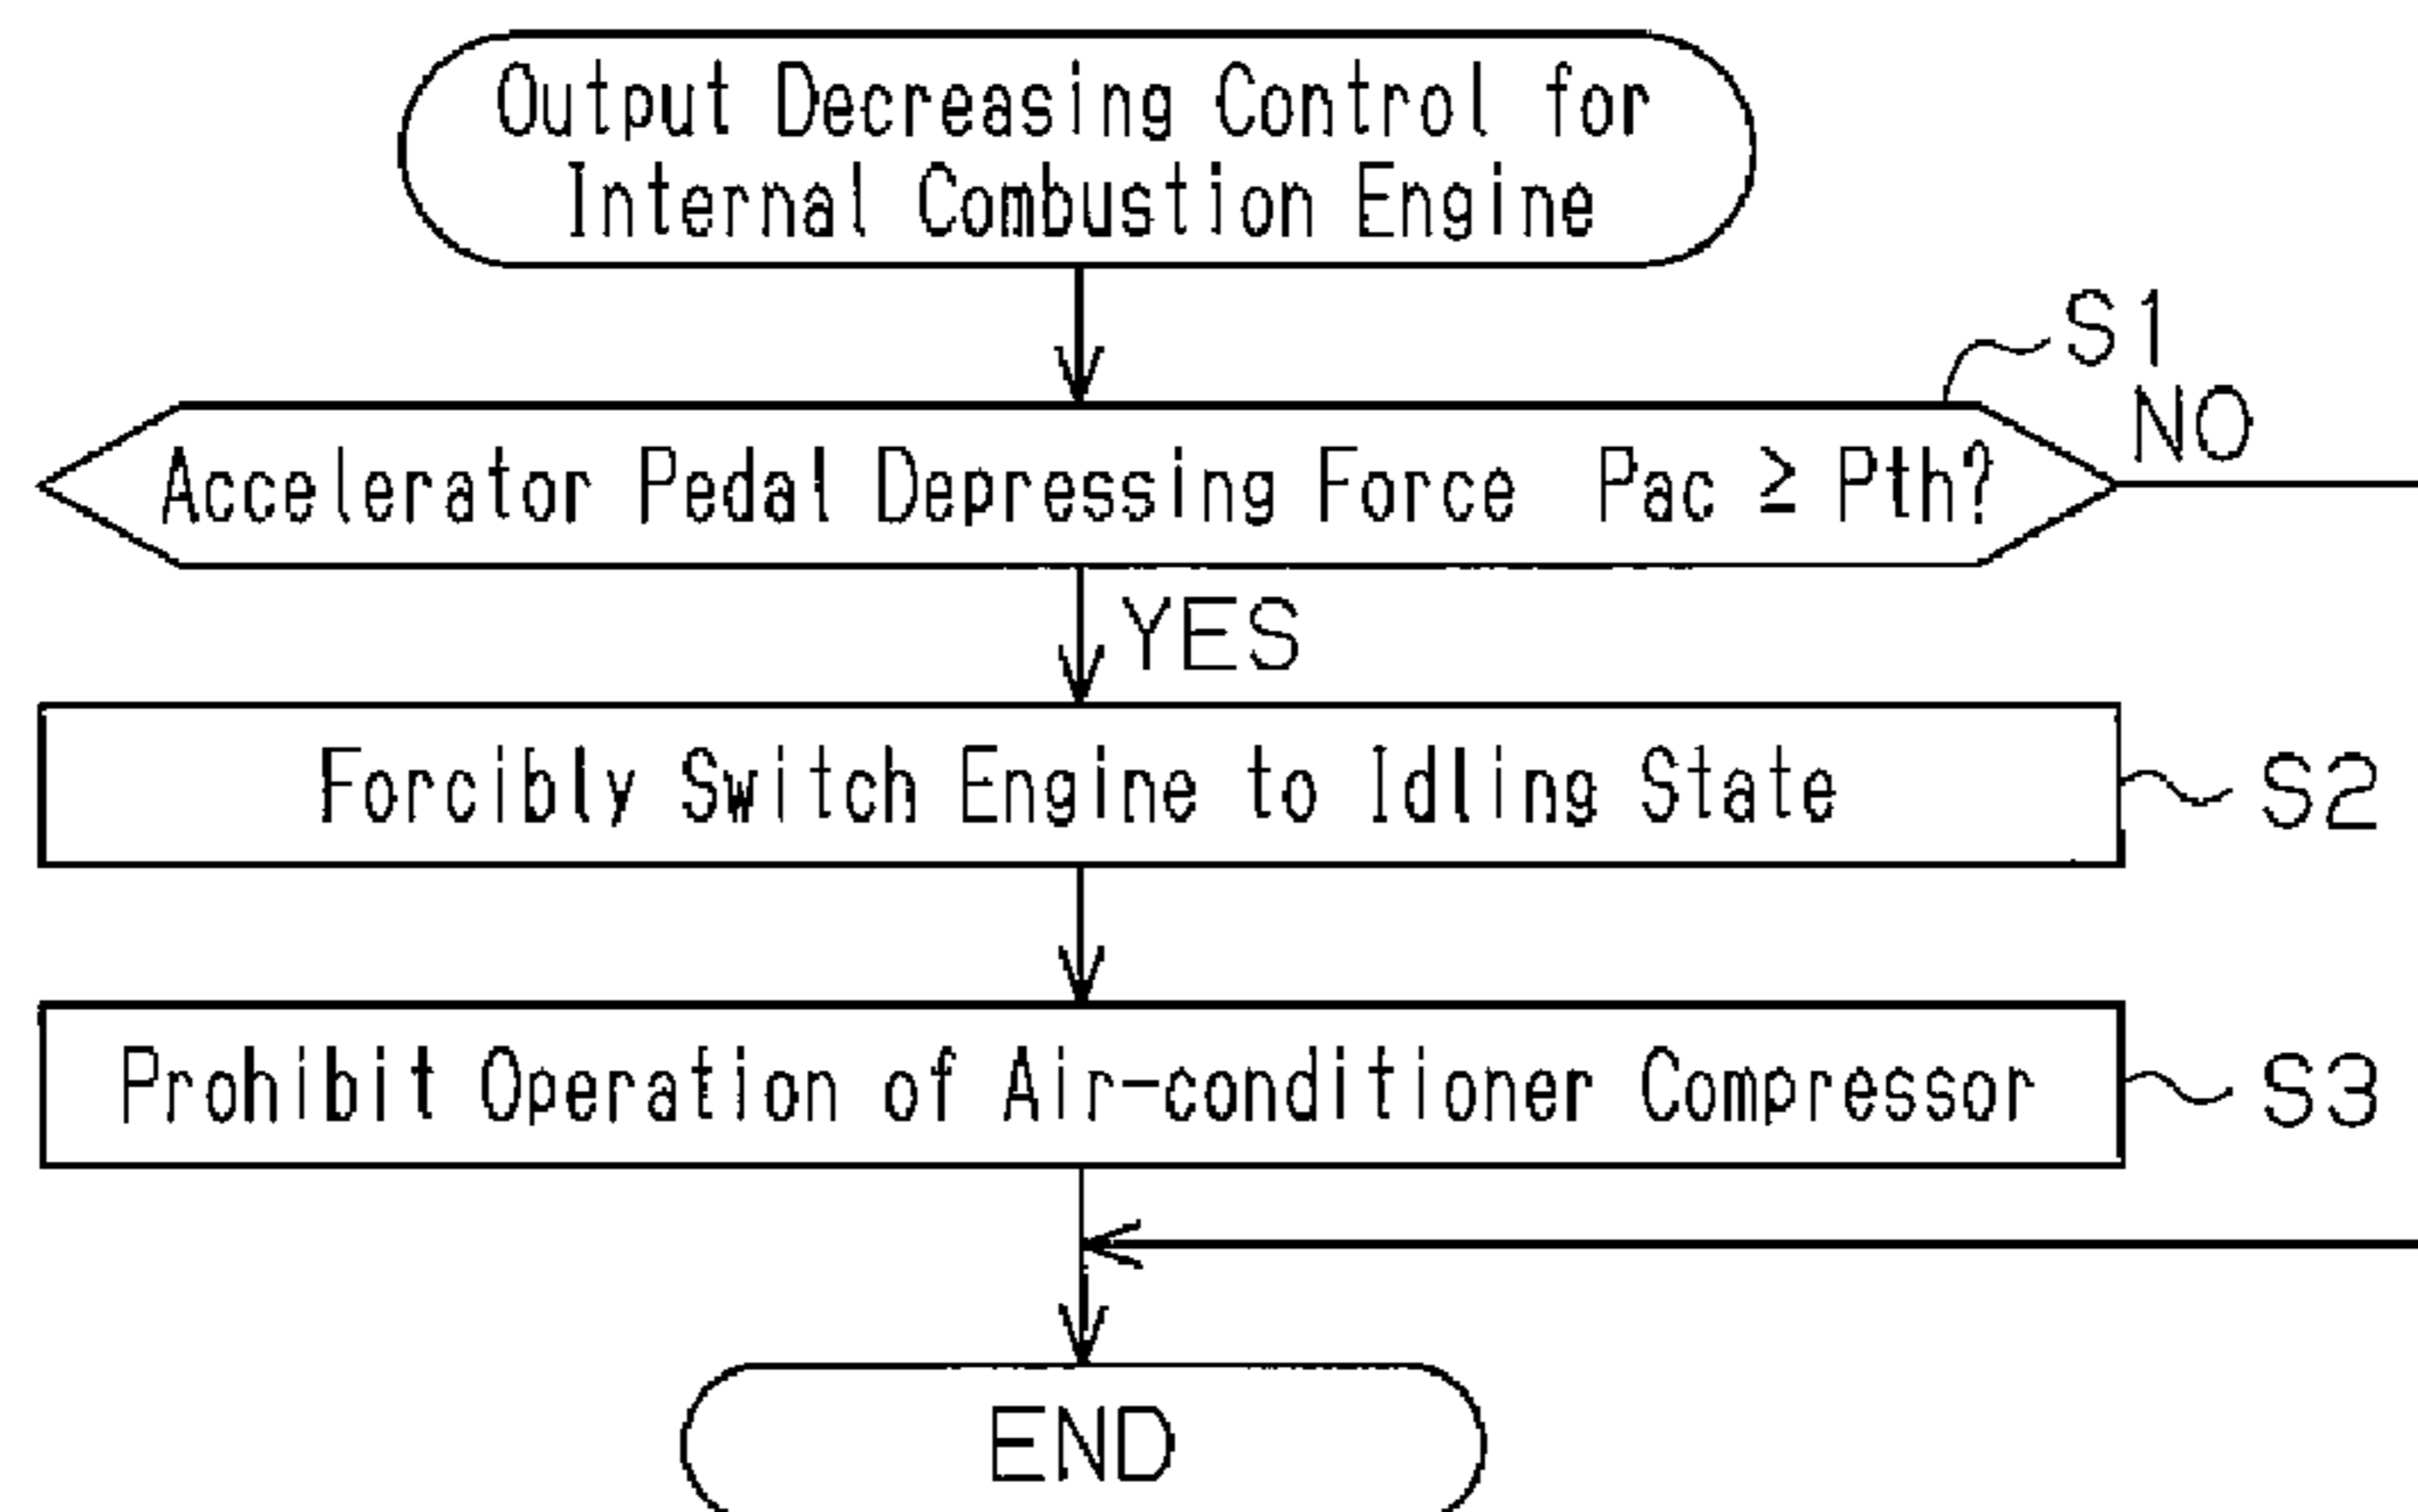 Output Decreasing Control for
Internal Combustion Engine
S1
NO
Accelerator Pedal Depressing Force Pac ≥ Pth?
YES
Forcibly Switch Engine to Idling State
S2
Prohibit Operation of Air-conditioner Compressor
S3
END